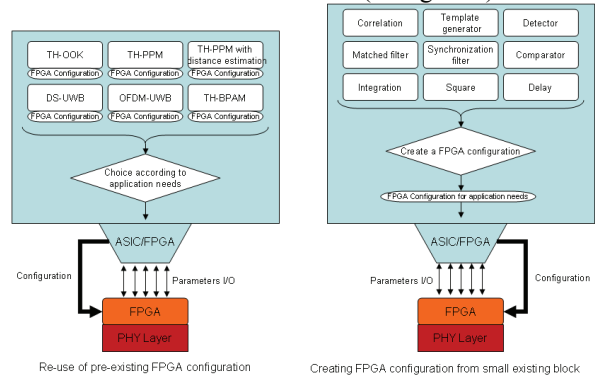 TH-OOK
FPGA Configuration
TH-PPM
FPGA Configuration
TH-PPM with
distance estimation
FPGA Configuration
DS-UWB
FPGA Configuration
OFDM-UWB
FPGA Configuration
TH-BPAM
FPGA Configuration
Choice according to
application needs
ASIC/FPGA
Configuration
Parameters I/O
FPGA
PHY Layer
Re-use of pre-existing FPGA configuration
Correlation
Template
generator
Detector
Matched filter
Synchronization
filter
Comparator
Integration
Square
Delay
Create a FPGA configuration
FPGA Configuration for application needs
ASIC/FPGA
Parameters I/O
Configuration
FPGA
PHY Layer
Creating FPGA configuration from small existing block